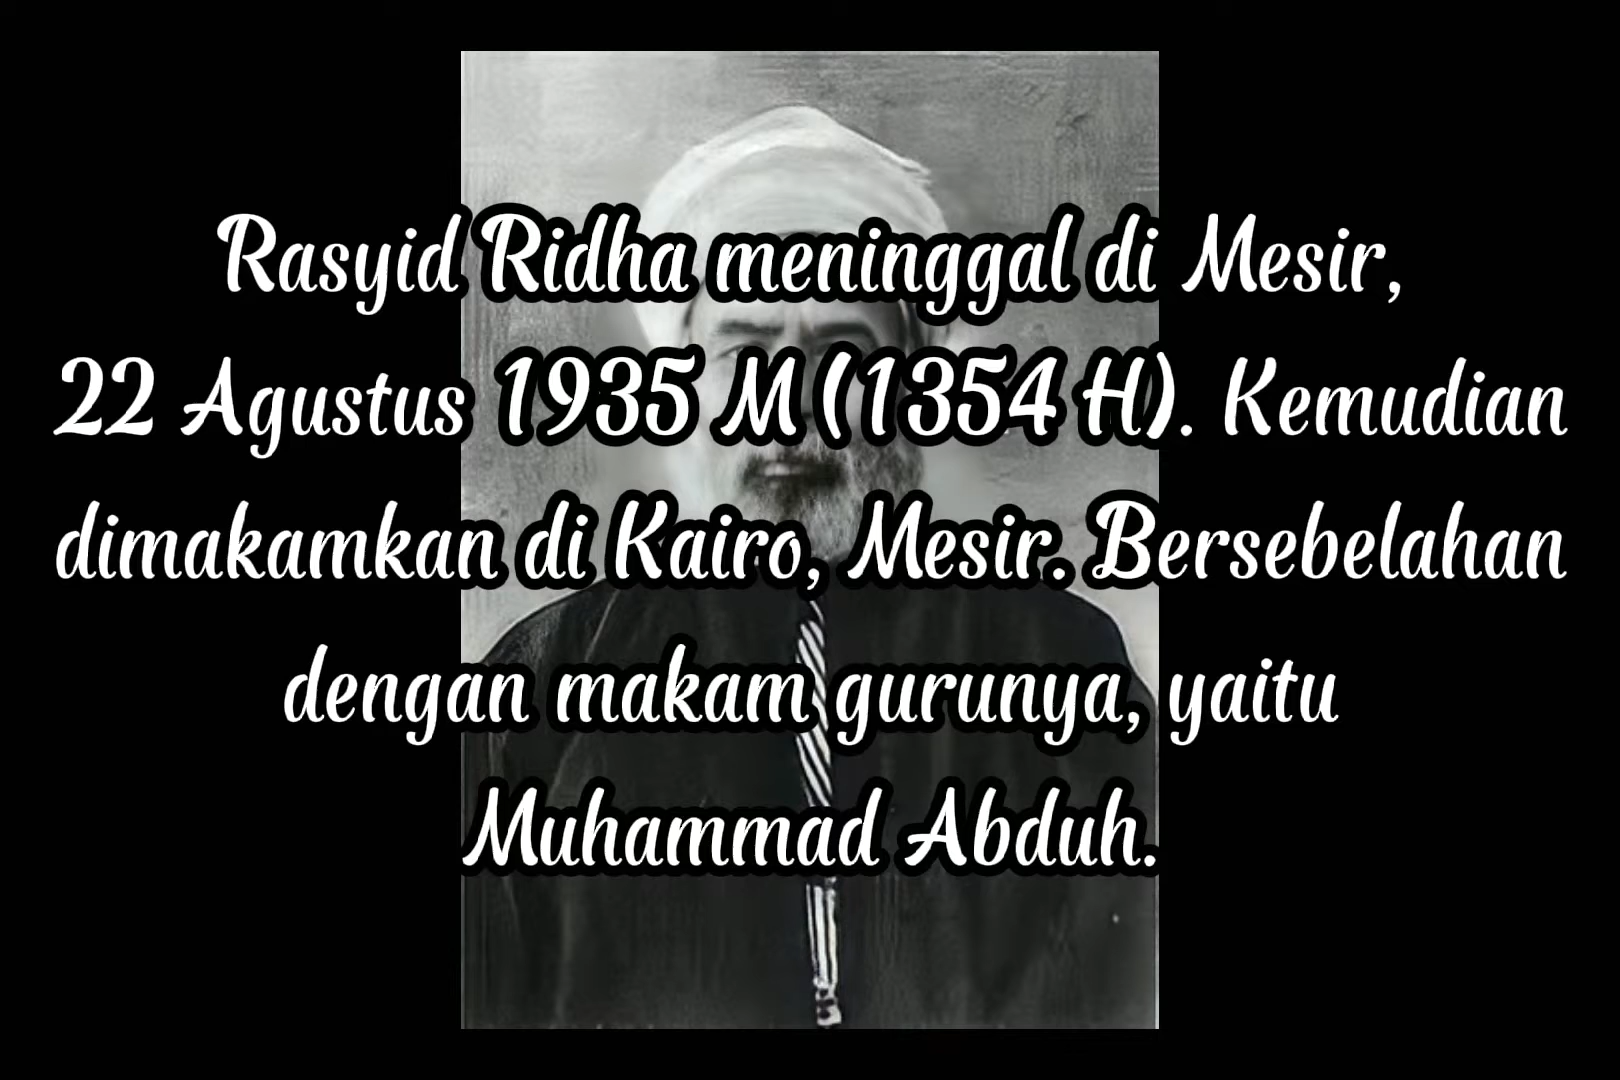 Rasyid Ridha meninggal di Mesir,
22 Agustus 1935 M (1354 H). Kemudian
dimakamkan di Kairo, Mesir. Bersebelahan
dengan makam gurunya, yaitu
Muhammad Abduh.